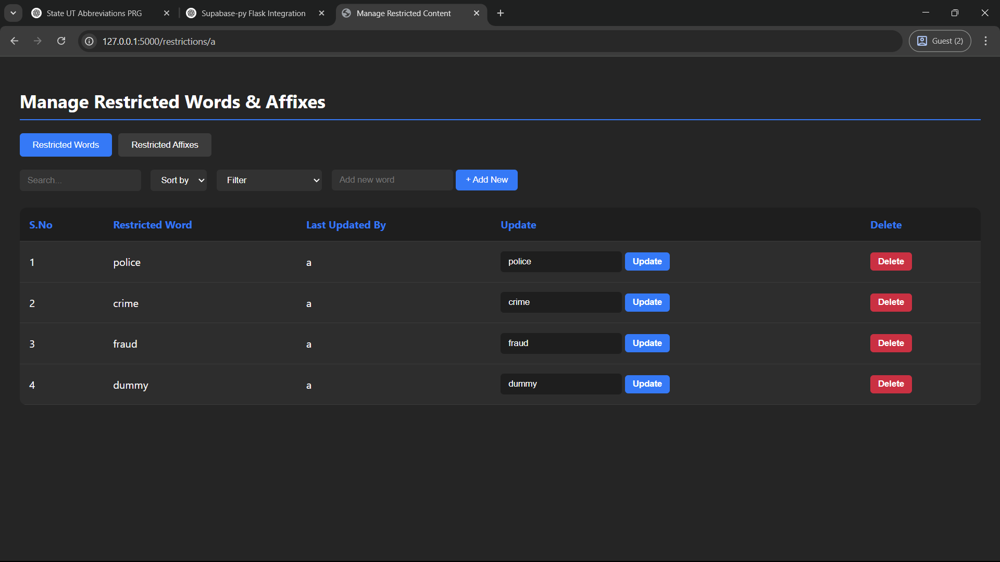 State UT Abbreviations PRG
Supabase-py Flask Integration
Manage Restricted Content
127.0.0.1:5000/restrictions/a
Guest (2)
Manage Restricted Words & Affixes
Restricted Words
Restricted Affixes
Search...
Sort by
Filter
Add new word
+ Add New
S.No Restricted Word Last Updated By Update Delete
1 police a police Update Delete
2 crime a crime Update Delete
3 fraud a fraud Update Delete
4 dummy a dummy Update Delete